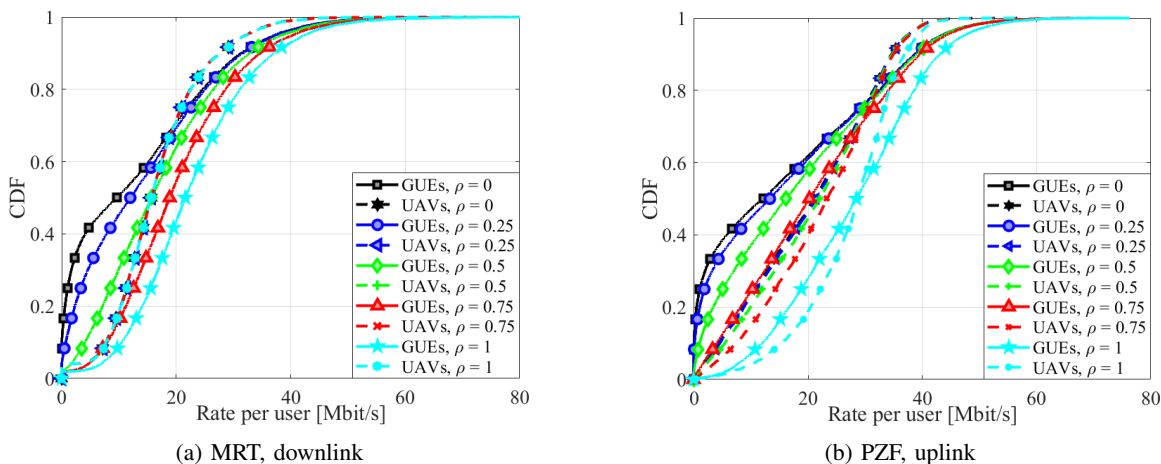 1
0.8
0.6
0.4
0.2
0
CDF
0 20 40 60 80
Rate per user [Mbit/s]
GUEs, ρ = 0
UAVs, ρ = 0
GUEs, ρ = 0.25
UAVs, ρ = 0.25
GUEs, ρ = 0.5
UAVs, ρ = 0.5
GUEs, ρ = 0.75
UAVs, ρ = 0.75
GUEs, ρ = 1
UAVs, ρ = 1
(a) MRT, downlink
1
0.8
0.6
0.4
0.2
0
CDF
0 20 40 60 80
Rate per user [Mbit/s]
GUEs, ρ = 0
UAVs, ρ = 0
GUEs, ρ = 0.25
UAVs, ρ = 0.25
GUEs, ρ = 0.5
UAVs, ρ = 0.5
GUEs, ρ = 0.75
UAVs, ρ = 0.75
GUEs, ρ = 1
UAVs, ρ = 1
(b) PZF, uplink